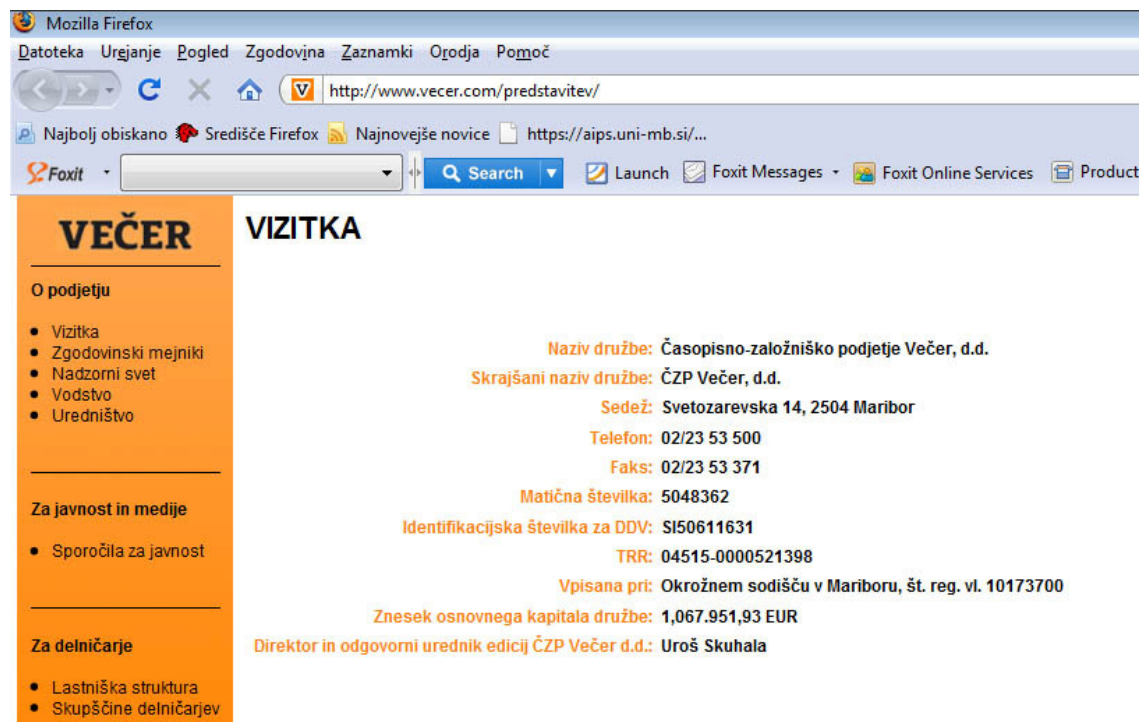 Mozilla Firefox
Datoteka Urejanje Pogled Zgodovina Zaznamki Orodja Pomoč
V http://www.vecer.com/predstavitev/
Najbolj obiskano Središče Firefox Najnovejše novice https://aips.uni-mb.si/...
Foxit Search Launch Foxit Messages Foxit Online Services Product
VEČER
O podjetju
Vizitka
Zgodovinski mejniki
Nadzorni svet
Vodstvo
Uredništvo
Za javnost in medije
Sporočila za javnost
Za delničarje
Lastniška struktura
Skupščine delničarjev
VIZITKA
Naziv družbe: Časopisno-založniško podjetje Večer, d.d.
Skrajšani naziv družbe: ČZP Večer, d.d.
Sedež: Svetozarevska 14, 2504 Maribor
Telefon: 02/23 53 500
Faks: 02/23 53 371
Matična številka: 5048362
Identifikacijska številka za DDV: SI50611631
TRR: 04515-0000521398
Vpisana pri: Okrožnem sodišču v Mariboru, št. reg. vl. 10173700
Znesek osnovnega kapitala družbe: 1,067.951,93 EUR
Direktor in odgovorni urednik edicij ČZP Večer d.d.: Uroš Skuhala